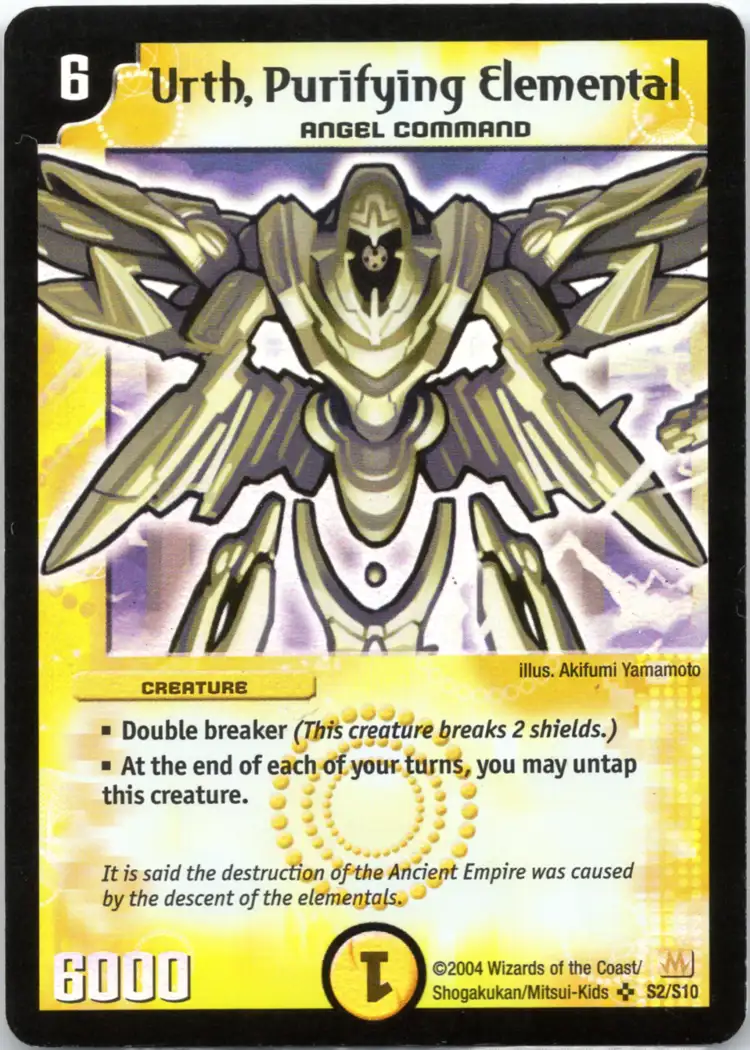 6
Urth, Purifying Elemental
ANGEL COMMAND
illus. Akifumi Yamamoto
CREATURE
▪ Double breaker (This creature breaks 2 shields.)
▪ At the end of each of your turns, you may untap
this creature.
It is said the destruction of the Ancient Empire was caused
by the descent of the elementals.
6000
1
©2004 Wizards of the Coast/
Shogakukan/Mitsui-Kids S2/S10